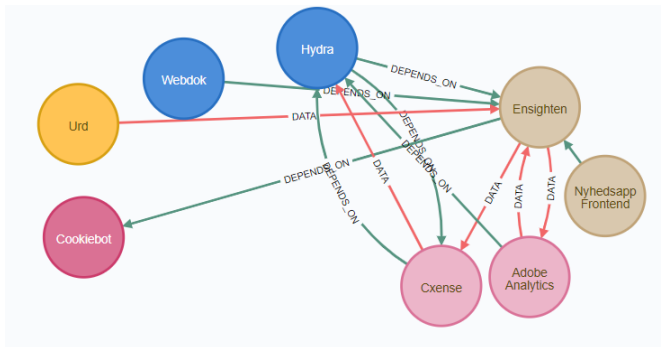 Hydra
DEPENDS_ON
Webdok
DEPENDS_ON
Ensighten
Urd
DATA
DEPENDS_ON
DATA
DEPENDS_ON
DEPENDS_ON
DEPENDS_ON
DATA
DATA
DATA
Nyhedsapp
Frontend
Cookiebot
Cxense
Adobe
Analytics